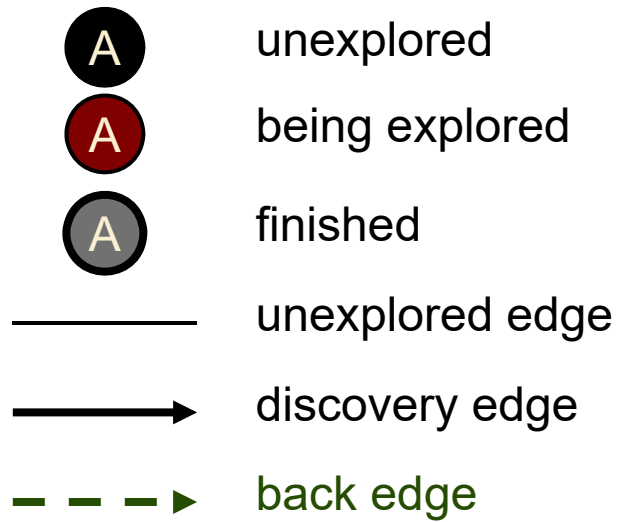 A unexplored
A being explored
A finished
unexplored edge
discovery edge
back edge